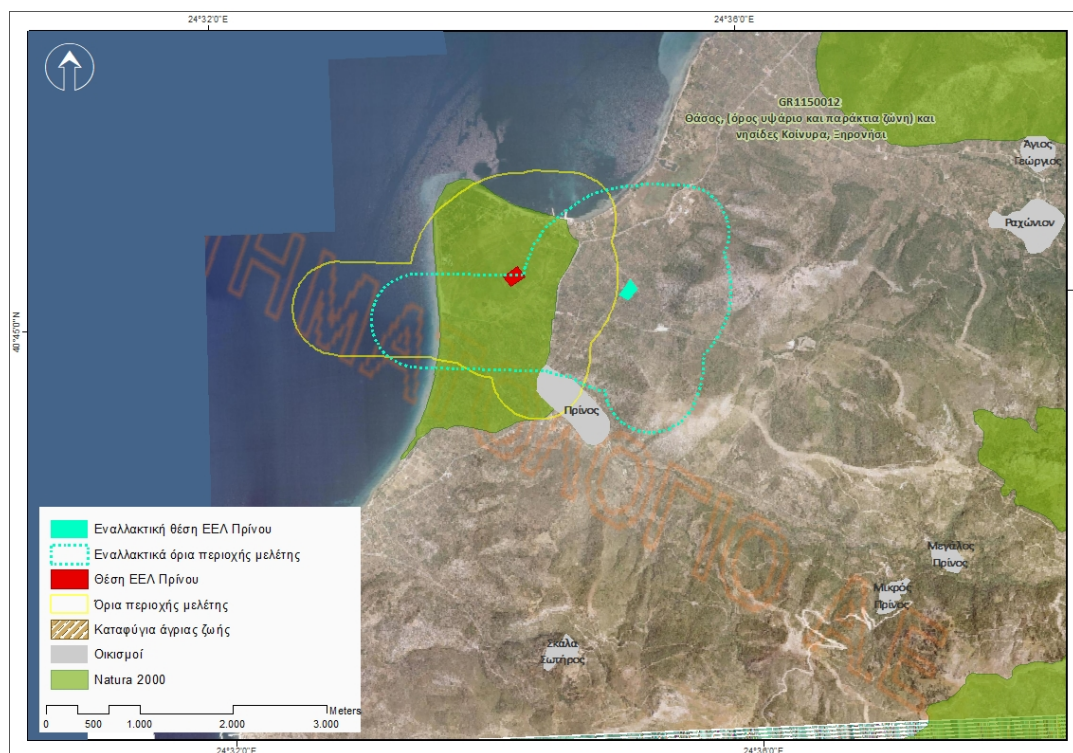 24°32'0"E
24°36'0"E
GR1150012
Θάσος, (όρος υψάριο και παράκτια ζώνη) και
νησίδες Κοίνυρα, Ξηρονήσι
Άγιος
Γεώργιος
Ραχώνιον
40°45'0"N
Πρίνος
Μεγάλος
Πρίνος
Μικρός
Πρίνος
Σκάλα
Σωτήρος
Εναλλακτική θέση ΕΕΛ Πρίνου
Εναλλακτικά όρια περιοχής μελέτης
Θέση ΕΕΛ Πρίνου
Όρια περιοχής μελέτης
Καταφύγια άγριας ζωής
Οικισμοί
Natura 2000
Meters
0 500 1.000 2.000 3.000
24°32'0"E
24°36'0"E